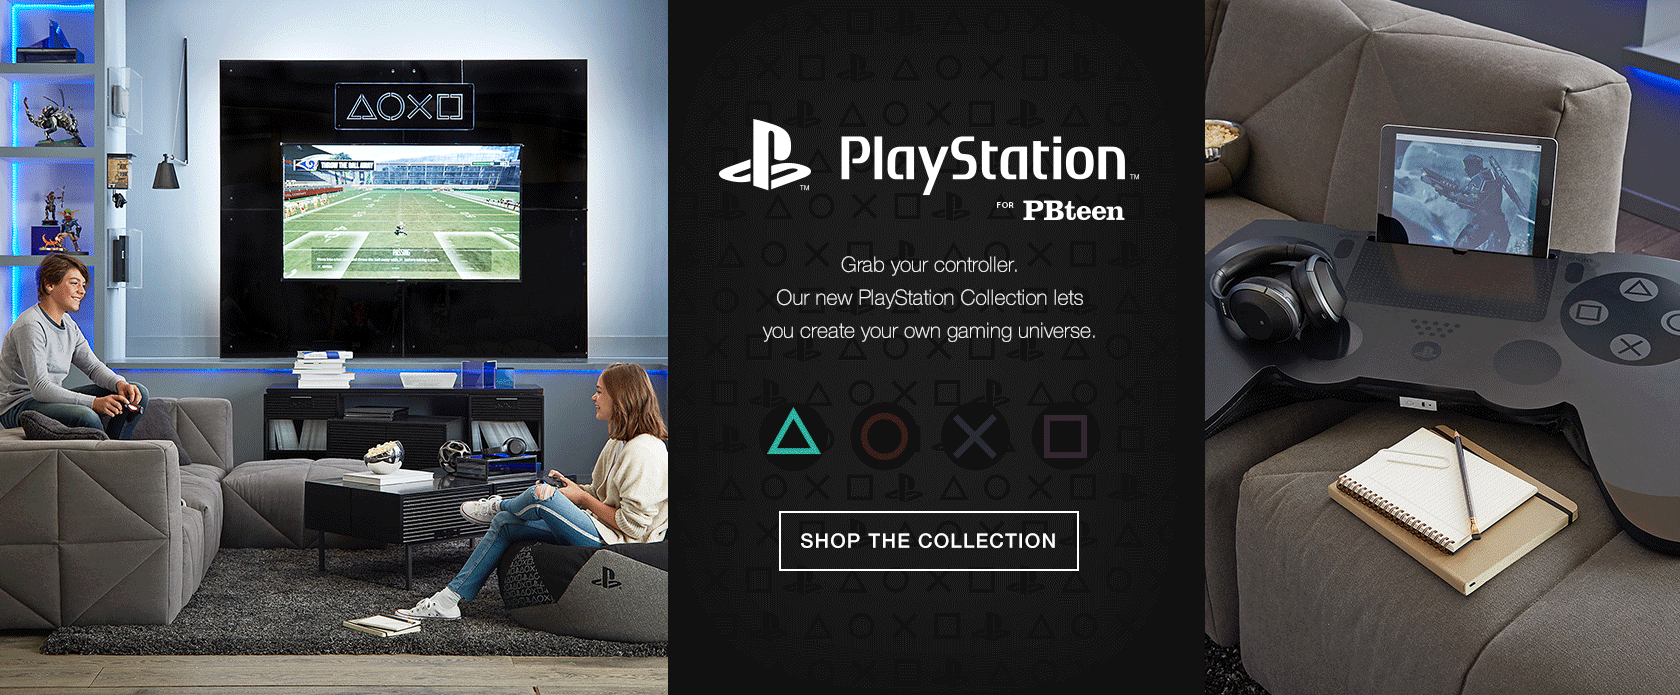 PlayStation™
FOR PBteen
Grab your controller.
Our new PlayStation Collection lets
you create your own gaming universe.
SHOP THE COLLECTION